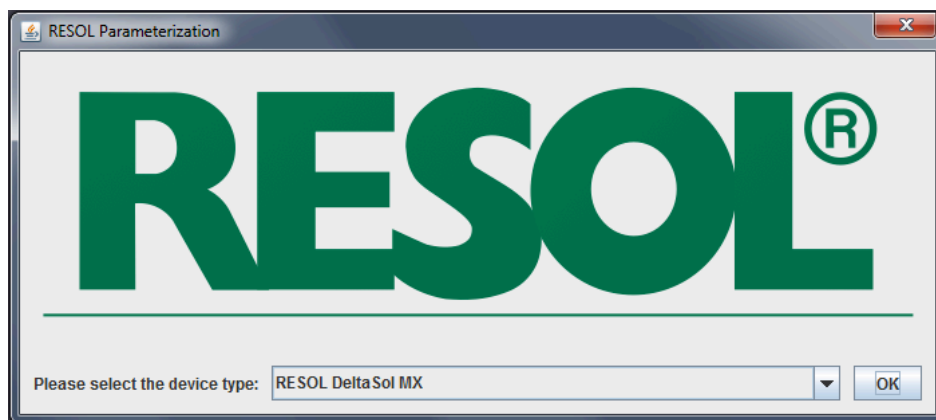 RESOL Parameterization
RESOL®
Please select the device type: RESOL DeltaSol MX OK